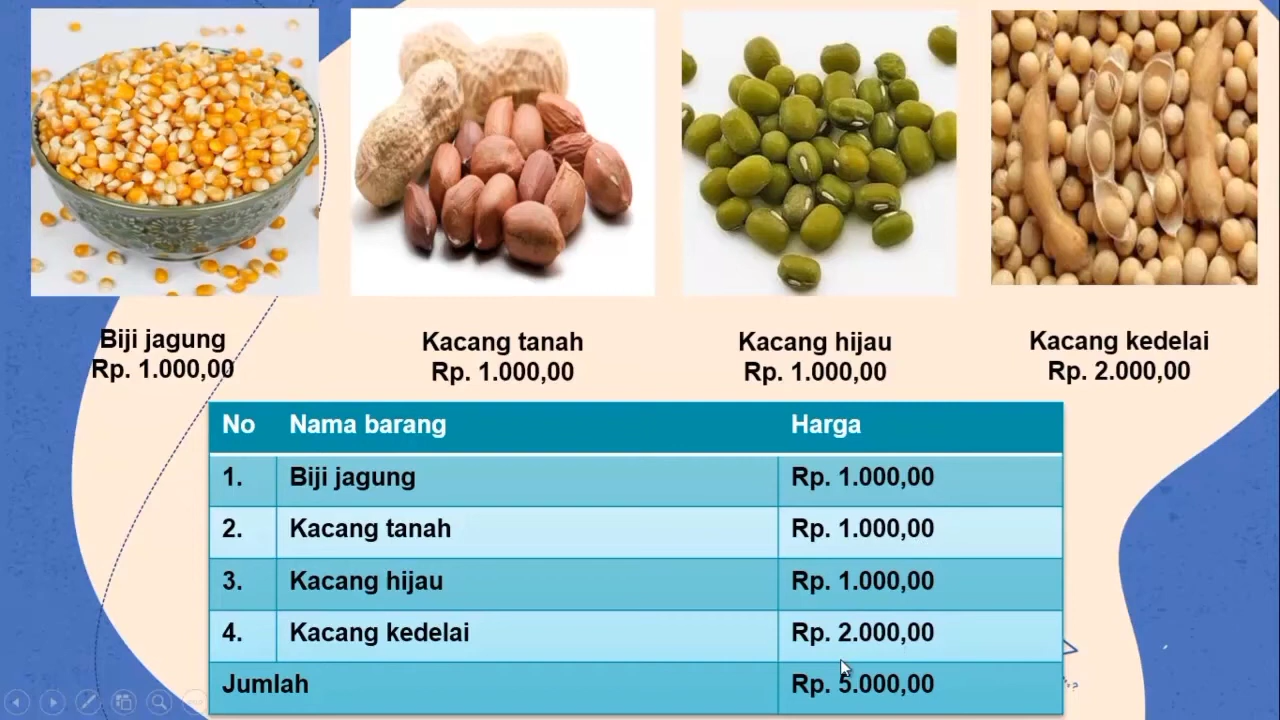 Biji jagung
Rp. 1.000,00
Kacang tanah
Rp. 1.000,00
Kacang hijau
Rp. 1.000,00
Kacang kedelai
Rp. 2.000,00
No Nama barang Harga
1. Biji jagung Rp. 1.000,00
2. Kacang tanah Rp. 1.000,00
3. Kacang hijau Rp. 1.000,00
4. Kacang kedelai Rp. 2.000,00
Jumlah Rp. 5.000,00